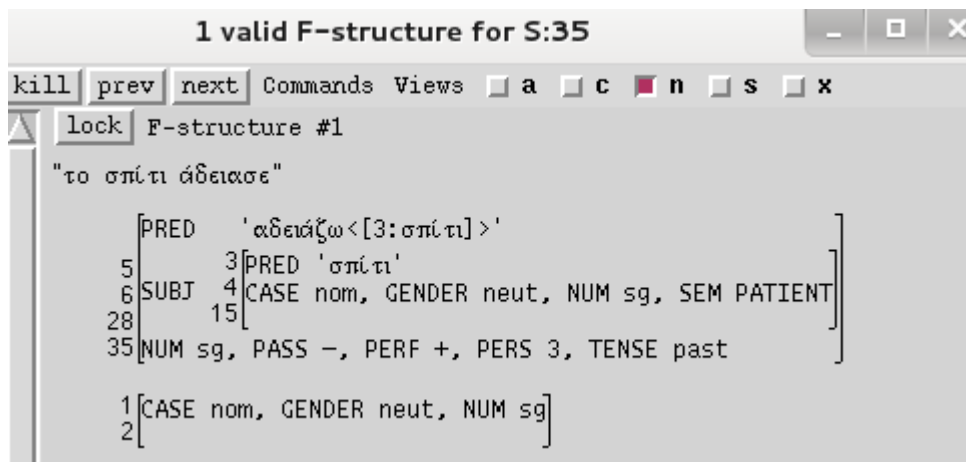 1 valid F-structure for S:35
kill prev next Commands Views a c n s x
lock F-structure #1
"το σπίτι άδειασε"
PRED 'αδειάζω<[3:σπίτι]>'
5 3 PRED 'σπίτι'
6 SUBJ 4 CASE nom, GENDER neut, NUM sg, SEM PATIENT
28 15
35 NUM sg, PASS −, PERF +, PERS 3, TENSE past
1 CASE nom, GENDER neut, NUM sg
2